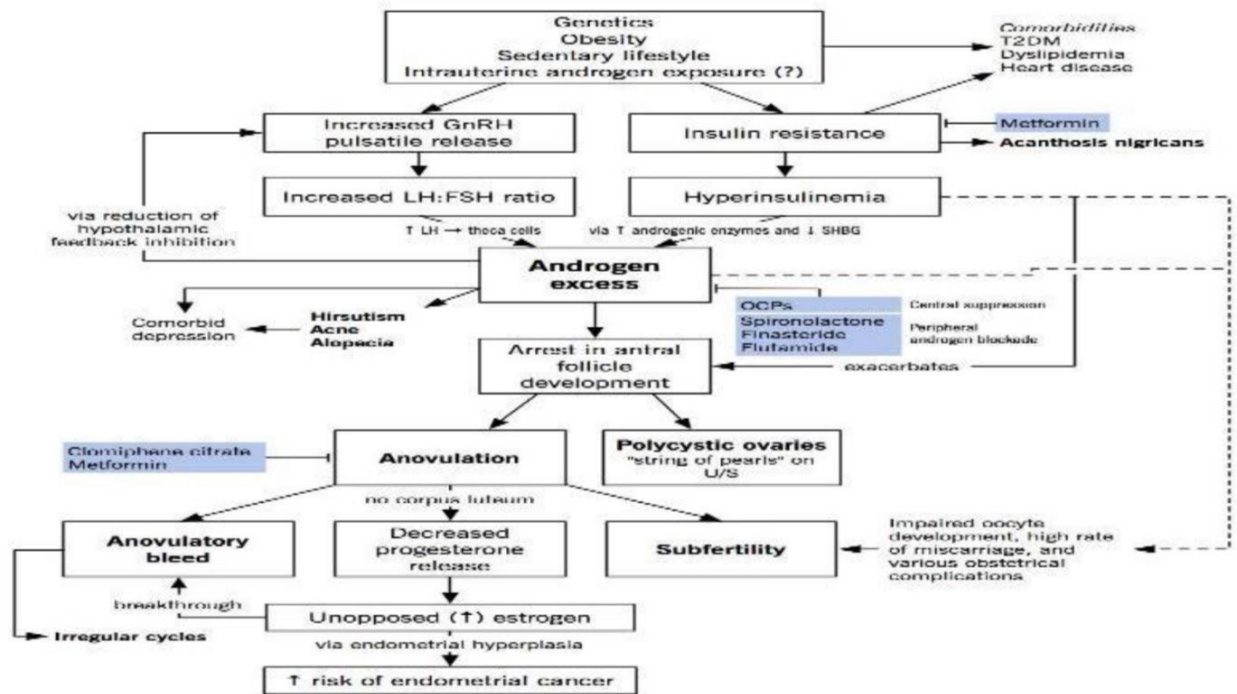 Genetics
Obesity
Sedentary lifestyle
Intrauterine androgen exposure (?)
Comorbidities
T2DM
Dyslipidemia
Heart disease
Increased GnRH
pulsatile release
Insulin resistance
Metformin
Acanthosis nigricans
Increased LH:FSH ratio
Hyperinsulinemia
via reduction of
hypothalamic
feedback inhibition
↑ LH → theca cells
via ↑ androgenic enzymes and ↓ SHBG
Androgen
excess
OCPs
Central suppression
Spironolactone
Finasteride
Flutamide
Peripheral
androgen blockade
Comorbid
depression
Hirsutism
Acne
Alopecia
Arrest in antral
follicle
development
exacerbates
Clomiphene citrate
Metformin
Anovulation
Polycystic ovaries
"string of pearls" on
U/S
no corpus luteum
Anovulatory
bleed
Decreased
progesterone
release
Subfertility
Impaired oocyte
development, high rate
of miscarriage, and
various obstetrical
complications
breakthrough
Unopposed (↑) estrogen
Irregular cycles
via endometrial hyperplasia
↑ risk of endometrial cancer